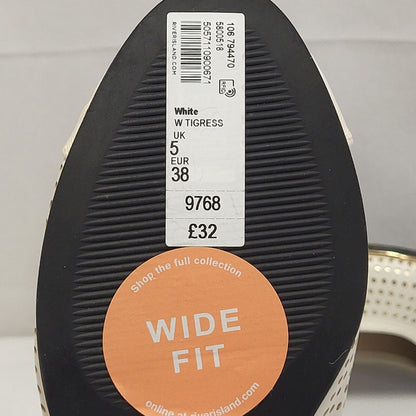 106 794470
5800518
5057110900671
RIVERISLAND.COM
White
W TIGRESS
UK
5
EUR
38
9768
£32
Shop the full collection
WIDE
FIT
online at riverisland.com